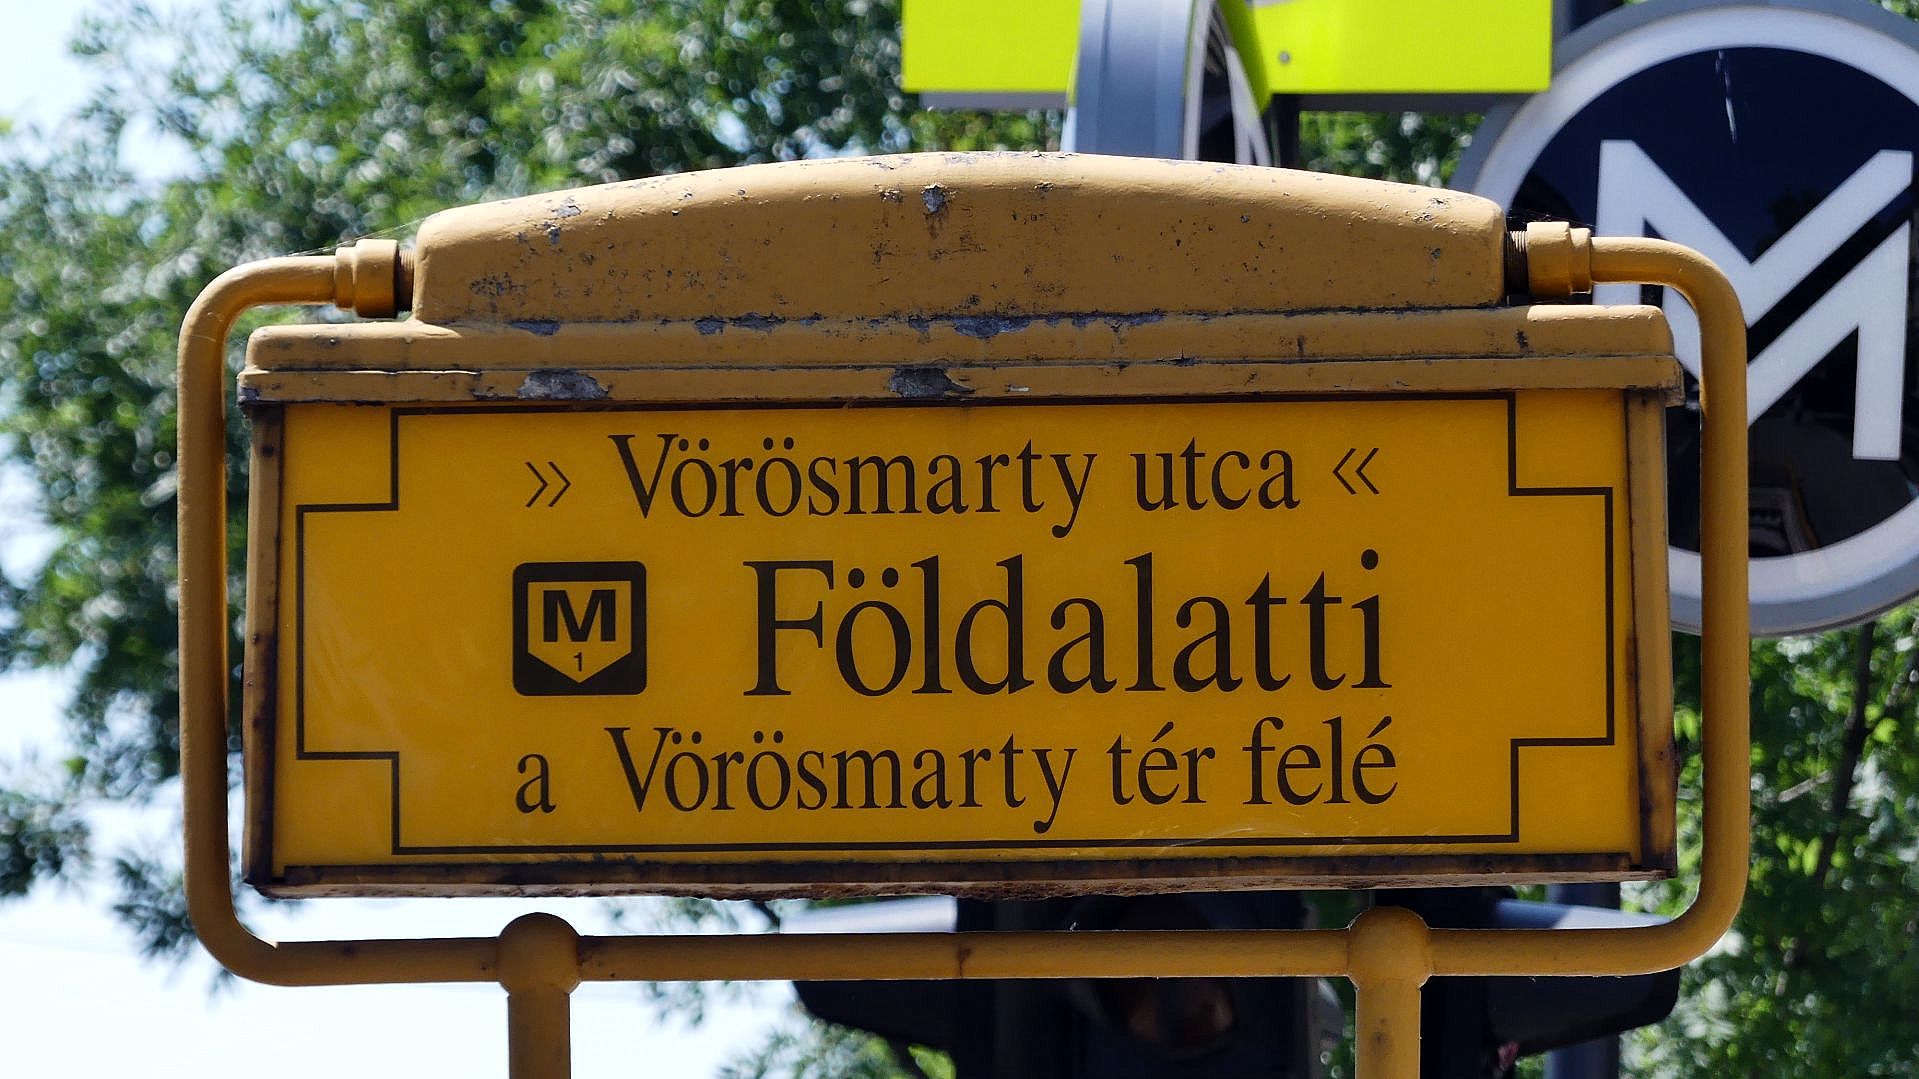 » Vörösmarty utca «
M
1
Földalatti
a Vörösmarty tér felé
M